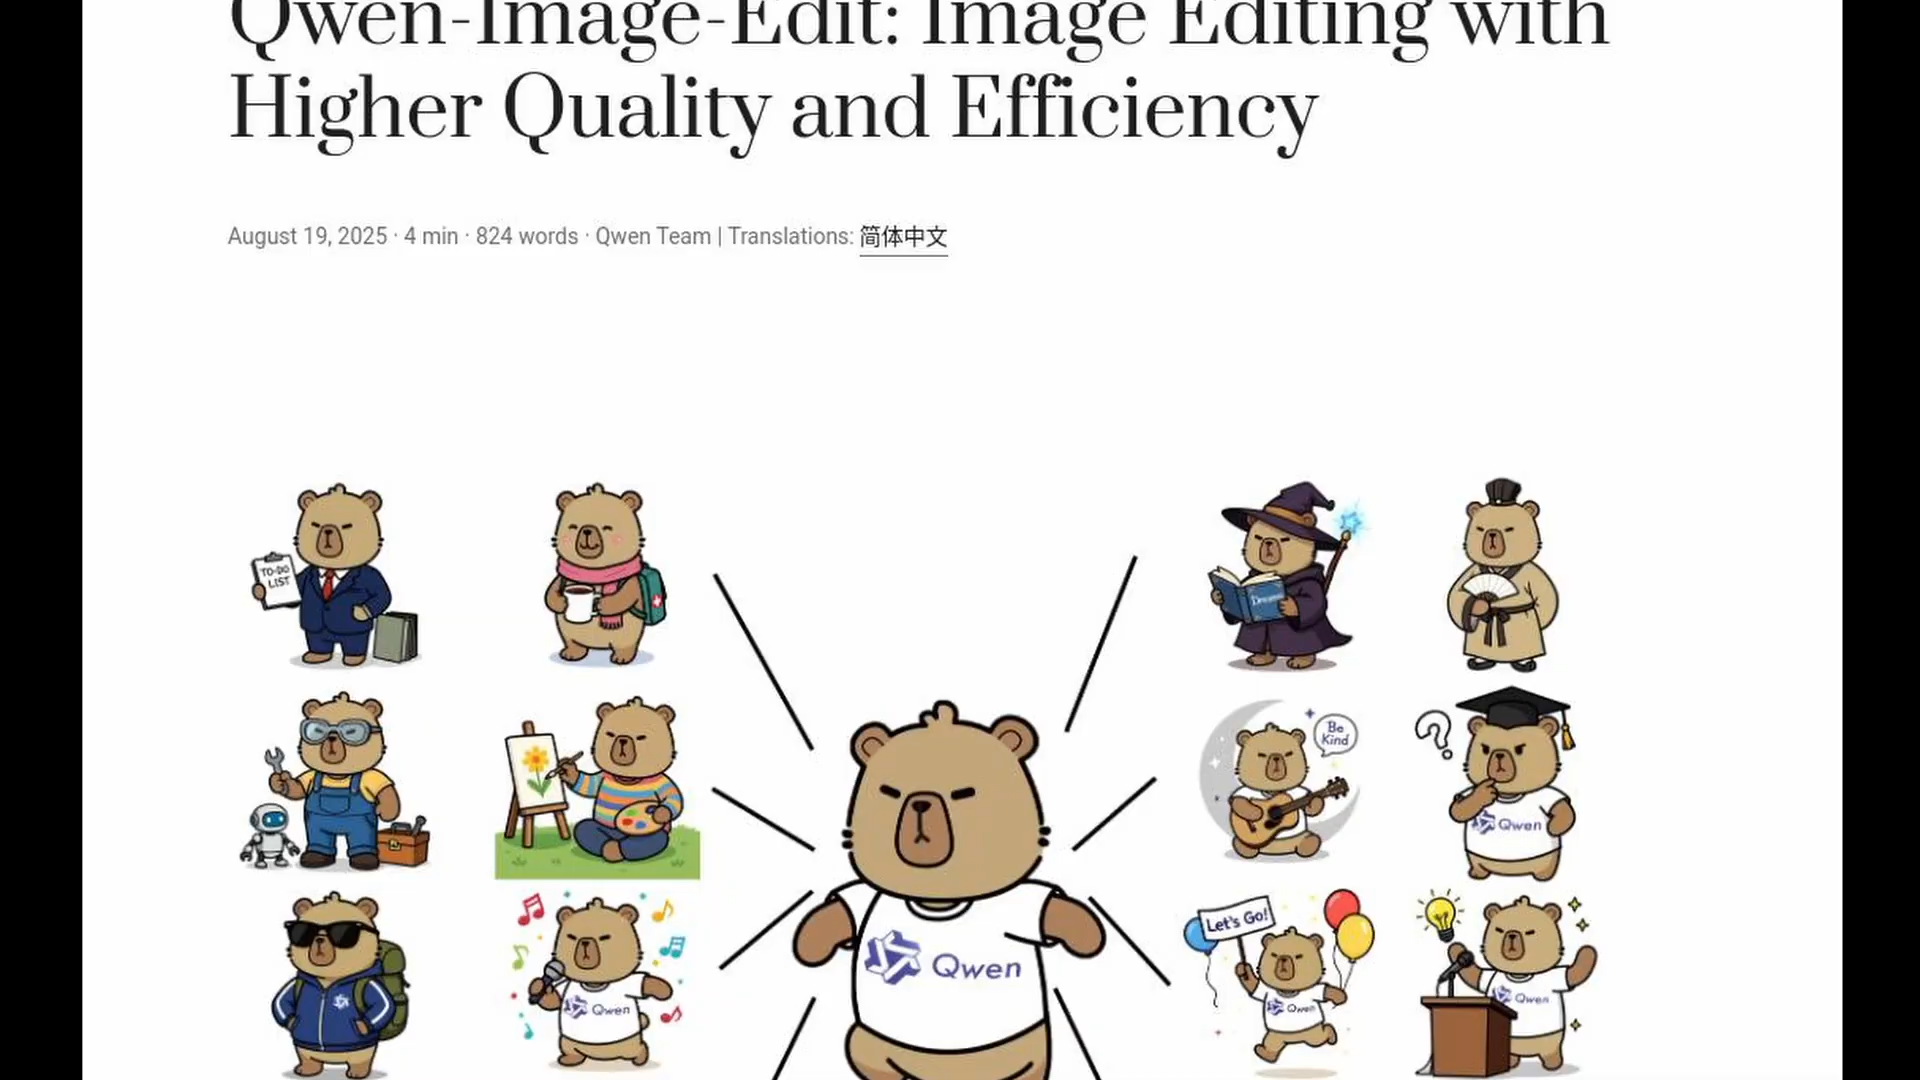 Qwen-Image-Edit: Image Editing with
Higher Quality and Efficiency
August 19, 2025 · 4 min · 824 words · Qwen Team | Translations: 简体中文
TO-DO
LIST
Be
Kind
Qwen
Let's Go!
Qwen
Qwen
Qwen
Qwen